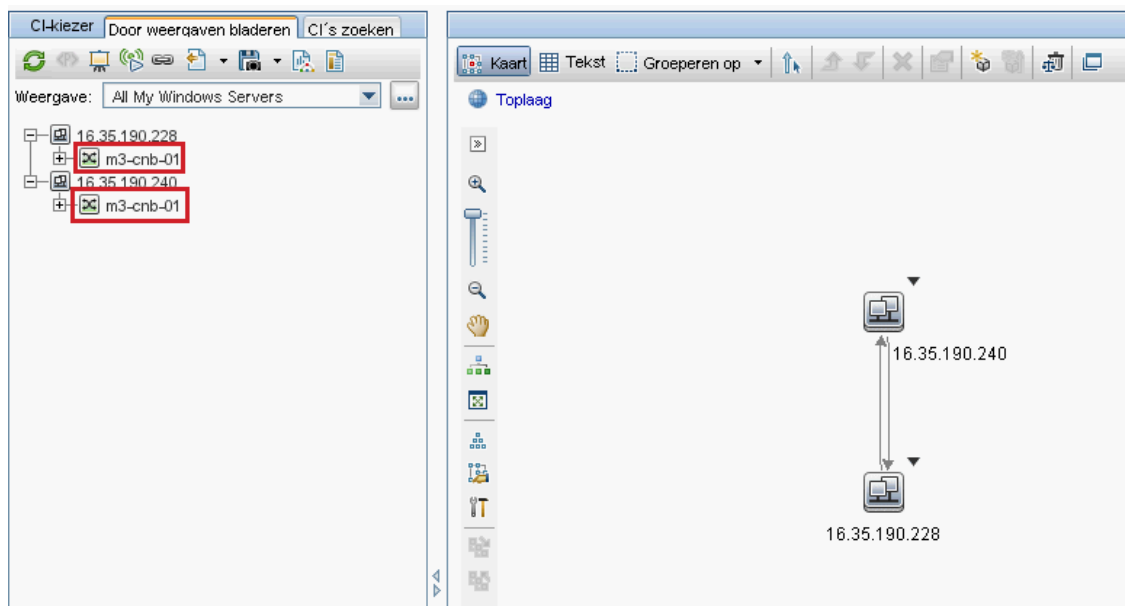 CI-kiezer Door weergaven bladeren CI´s zoeken
Weergave: All My Windows Servers ...
16.35.190.228
m3-cnb-01
16.35.190.240
m3-cnb-01
Kaart Tekst Groeperen op
Toplaag
16.35.190.240
16.35.190.228